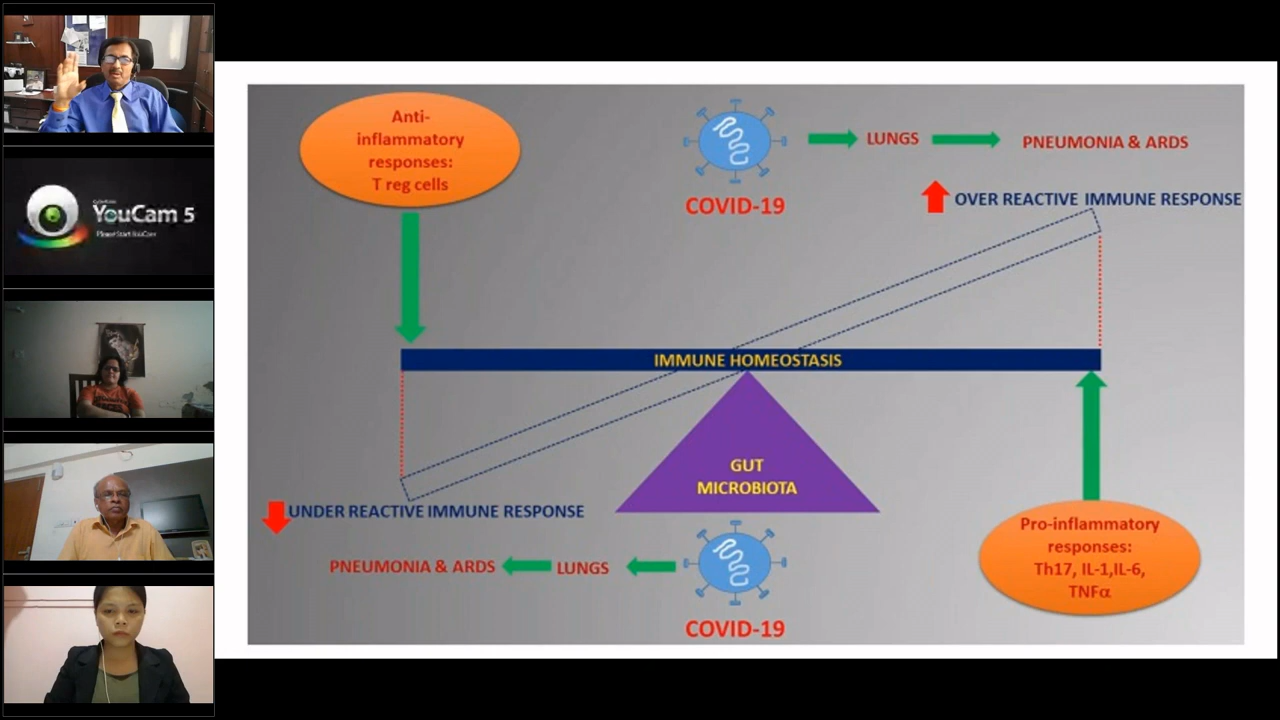 YouCam 5
Anti-
inflammatory
responses:
T reg cells
COVID-19
LUNGS
PNEUMONIA & ARDS
OVER REACTIVE IMMUNE RESPONSE
IMMUNE HOMEOSTASIS
GUT
MICROBIOTA
UNDER REACTIVE IMMUNE RESPONSE
PNEUMONIA & ARDS
LUNGS
COVID-19
Pro-inflammatory
responses:
Th17, IL-1,IL-6,
TNFα